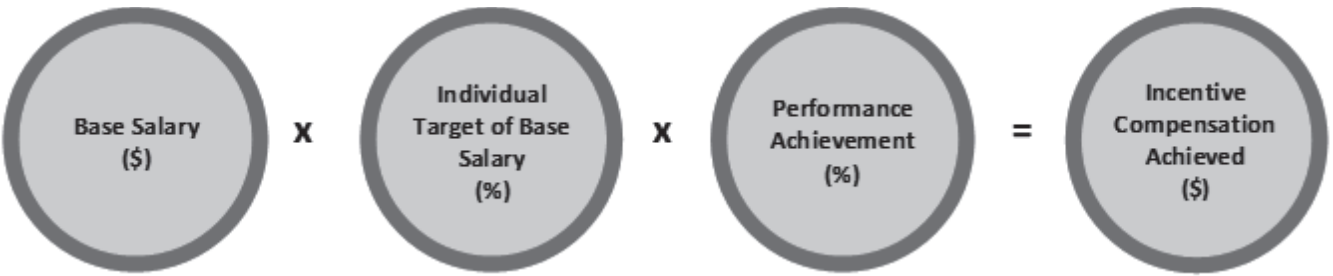 Base Salary
($)
x
Individual
Target of Base
Salary
(%)
x
Performance
Achievement
(%)
=
Incentive
Compensation
Achieved
($)